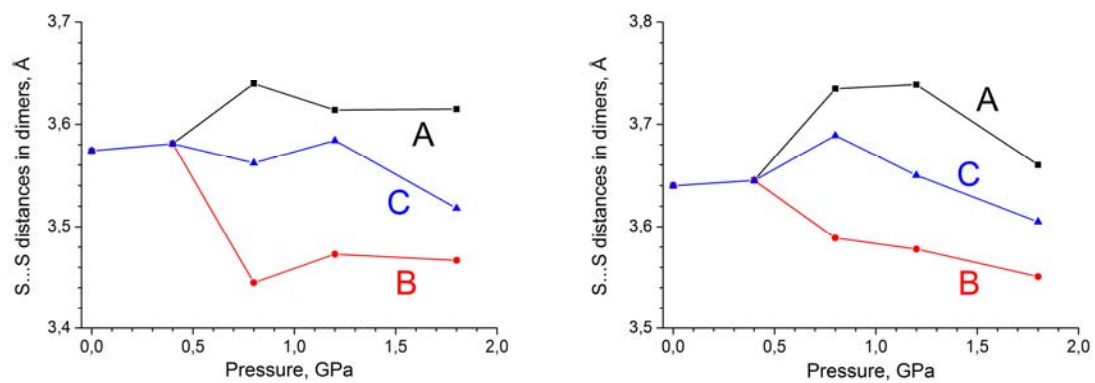 3,7
3,6
3,5
3,4
S...S distances in dimers, Å
A
C
B
0,0 0,5 1,0 1,5 2,0
Pressure, GPa
3,8
3,7
3,6
3,5
S...S distances in dimers, Å
A
C
B
0,0 0,5 1,0 1,5 2,0
Pressure, GPa